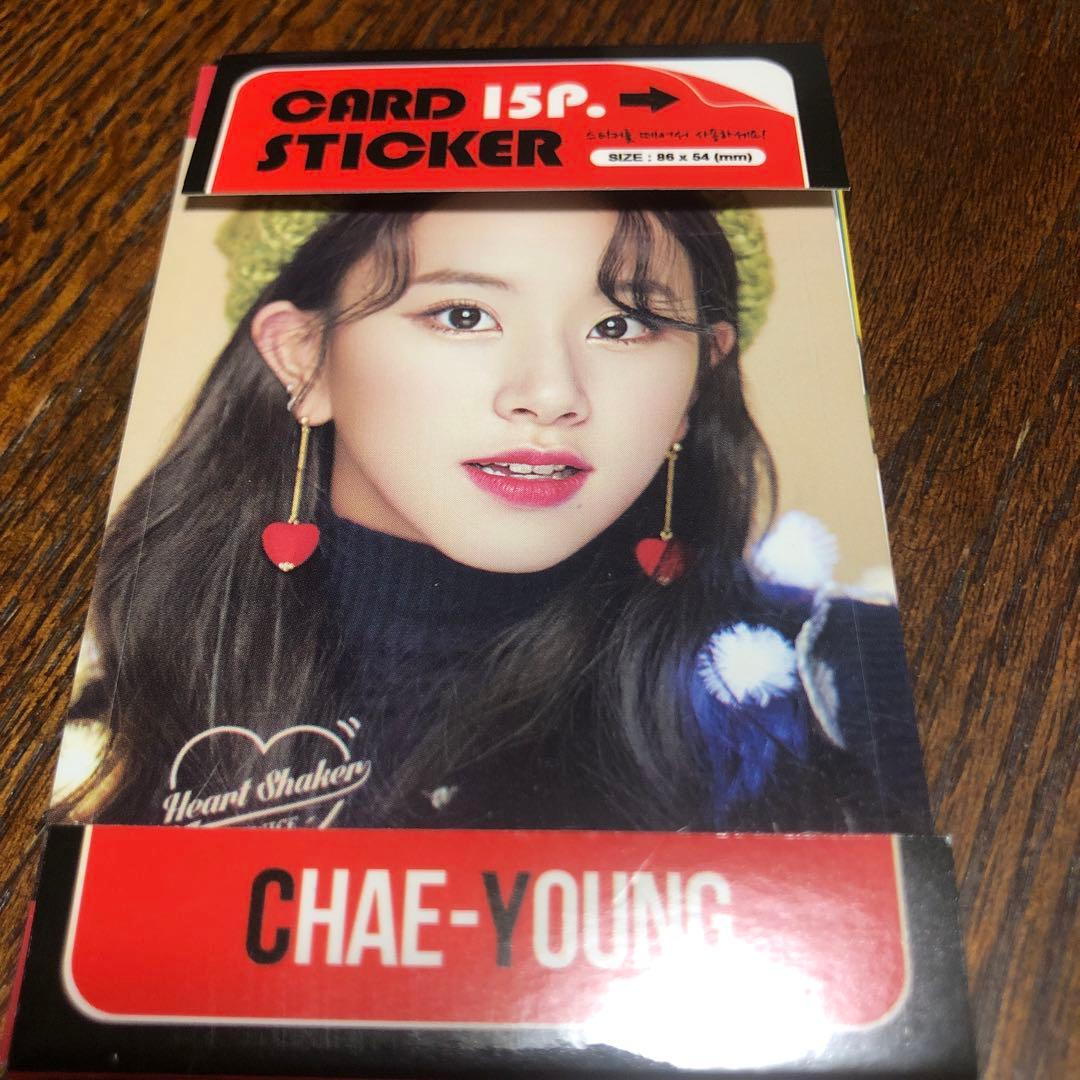 CARD 15P.
STICKER
스티커를 떼어서 사용하세요!
SIZE : 86 x 54 (mm)
Heart Shaker
CHAE-YOUNG